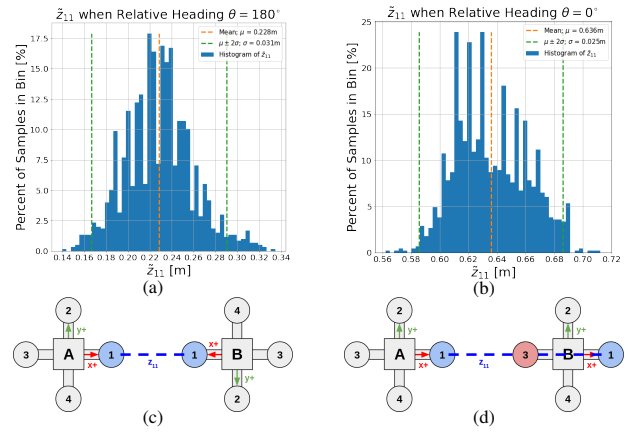 z̃₁₁ when Relative Heading θ = 180°
Percent of Samples in Bin [%]
17.5
15.0
12.5
10.0
7.5
5.0
2.5
0.0
Mean; μ = 0.228m
μ ± 2σ; σ = 0.031m
Histogram of z̃₁₁
0.14 0.16 0.18 0.20 0.22 0.24 0.26 0.28 0.30 0.32 0.34
z̃₁₁ [m]
(a)
z̃₁₁ when Relative Heading θ = 0°
Percent of Samples in Bin [%]
25
20
15
10
5
0
Mean; μ = 0.636m
μ ± 2σ; σ = 0.025m
Histogram of z̃₁₁
0.56 0.58 0.60 0.62 0.64 0.66 0.68 0.70 0.72
z̃₁₁ [m]
(b)
2
y+
3 A 1
x+
4
z₁₁
4
x+
1 B 3
y+
2
(c)
2
y+
3 A 1
x+
4
z₁₁
2
y+
3 B 1
x+
4
(d)